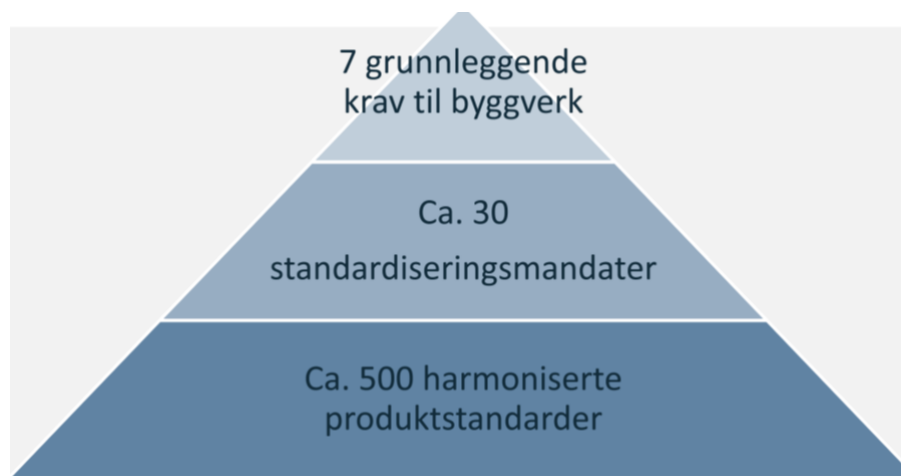 7 grunnleggende
krav til byggverk
Ca. 30
standardiseringsmandater
Ca. 500 harmoniserte
produktstandarder